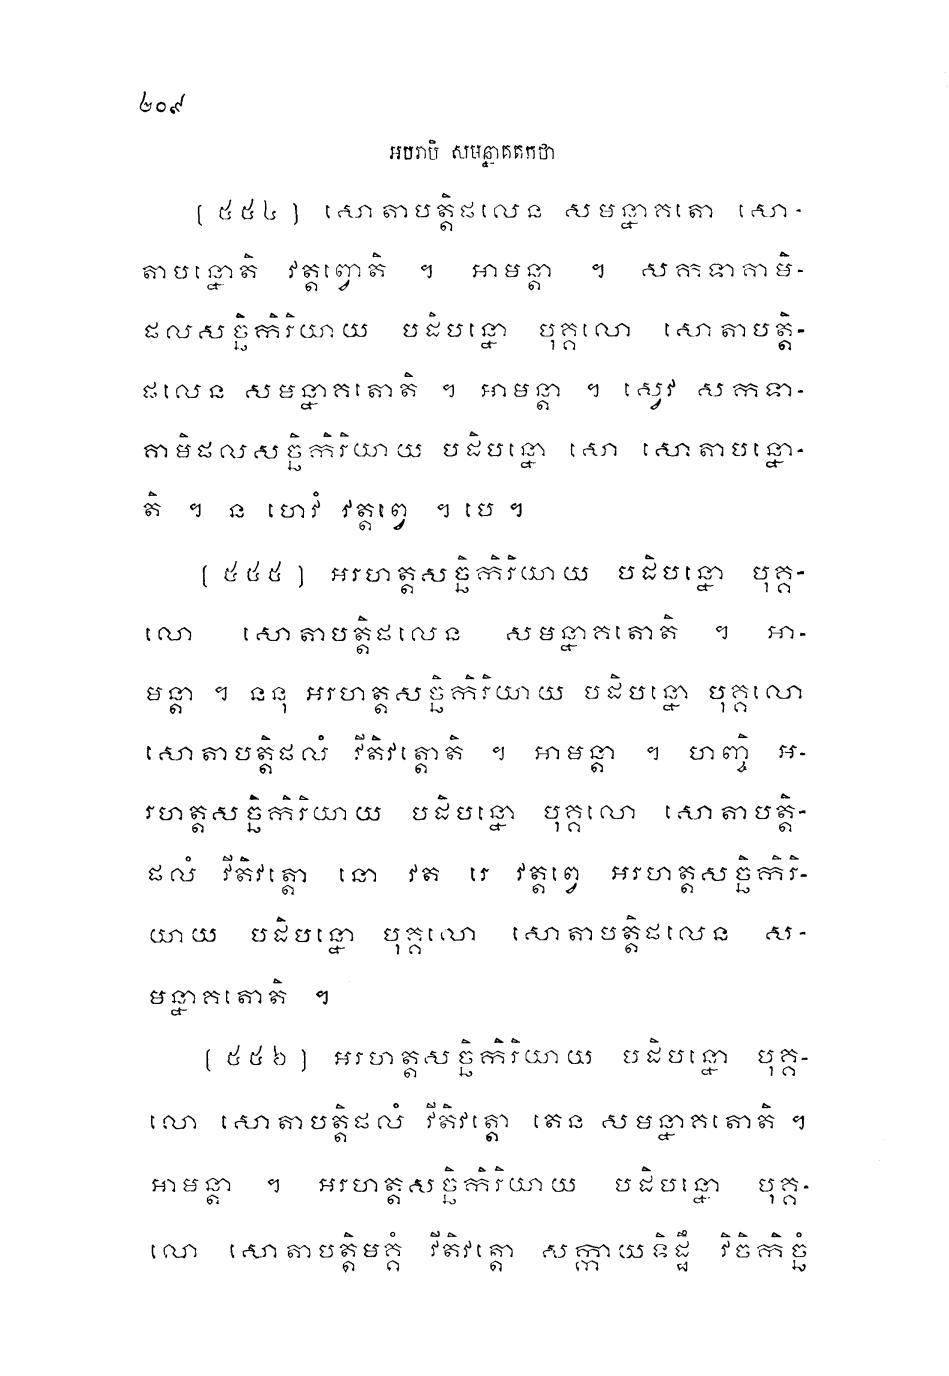 ២០៩
អបរាបិ សមន្នាគតកថា
[ ៥៥៤ ] សោតាបត្តិផលេន សមន្នាគតោ សោ-
តាបន្នោតិ វត្តព្វោតិ ។ អាមន្តា ។ សកទាគាមិ-
ផលសច្ឆិកិរិយាយ បដិបន្នោ បុគ្គលោ សោតាបត្តិ-
ផលេន សមន្នាគតោតិ ។ អាមន្តា ។ ស្វេវ សកទា-
គាមិផលសច្ឆិកិរិយាយ បដិបន្នោ សោ សោតាបន្នោ-
តិ ។ ន ហេវំ វត្តព្វេ ។ បេ ។
[ ៥៥៥ ] អរហត្តសច្ឆិកិរិយាយ បដិបន្នោ បុគ្គ-
លោ សោតាបត្តិផលេន សមន្នាគតោតិ ។ អា-
មន្តា ។ ននុ អរហត្តសច្ឆិកិរិយាយ បដិបន្នោ បុគ្គលោ
សោតាបត្តិផលំ វីតិវត្តោតិ ។ អាមន្តា ។ ហញ្ចិ អ-
រហត្តសច្ឆិកិរិយាយ បដិបន្នោ បុគ្គលោ សោតាបត្តិ-
ផលំ វីតិវត្តោ នោ វត រេ វត្តព្វេ អរហត្តសច្ឆិកិរិ-
យាយ បដិបន្នោ បុគ្គលោ សោតាបត្តិផលេន ស-
មន្នាគតោតិ ។
[ ៥៥៦ ] អរហត្តសច្ឆិកិរិយាយ បដិបន្នោ បុគ្គ-
លោ សោតាបត្តិផលំ វីតិវត្តោ តេន សមន្នាគតោតិ ។
អាមន្តា ។ អរហត្តសច្ឆិកិរិយាយ បដិបន្នោ បុគ្គ-
លោ សោតាបត្តិមគ្គំ វីតិវត្តោ សក្កាយទិដ្ឋឹ វិចិកិច្ឆំ